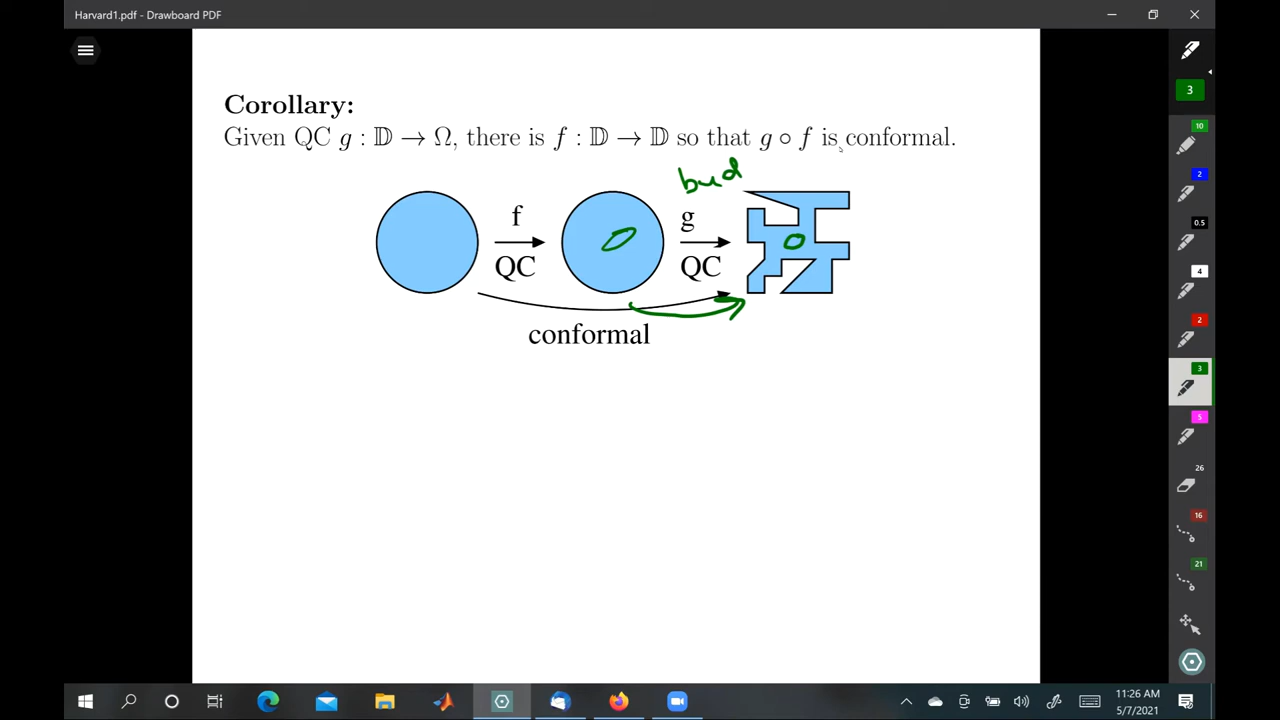 Harvard1.pdf - Drawboard PDF
3
Corollary:
Given QC g : 𝔻 → Ω, there is f : 𝔻 → 𝔻 so that g ∘ f is conformal.
bud
f
g
QC
QC
conformal
10
2
0.5
4
2
3
5
26
16
21
11:26 AM
5/7/2021